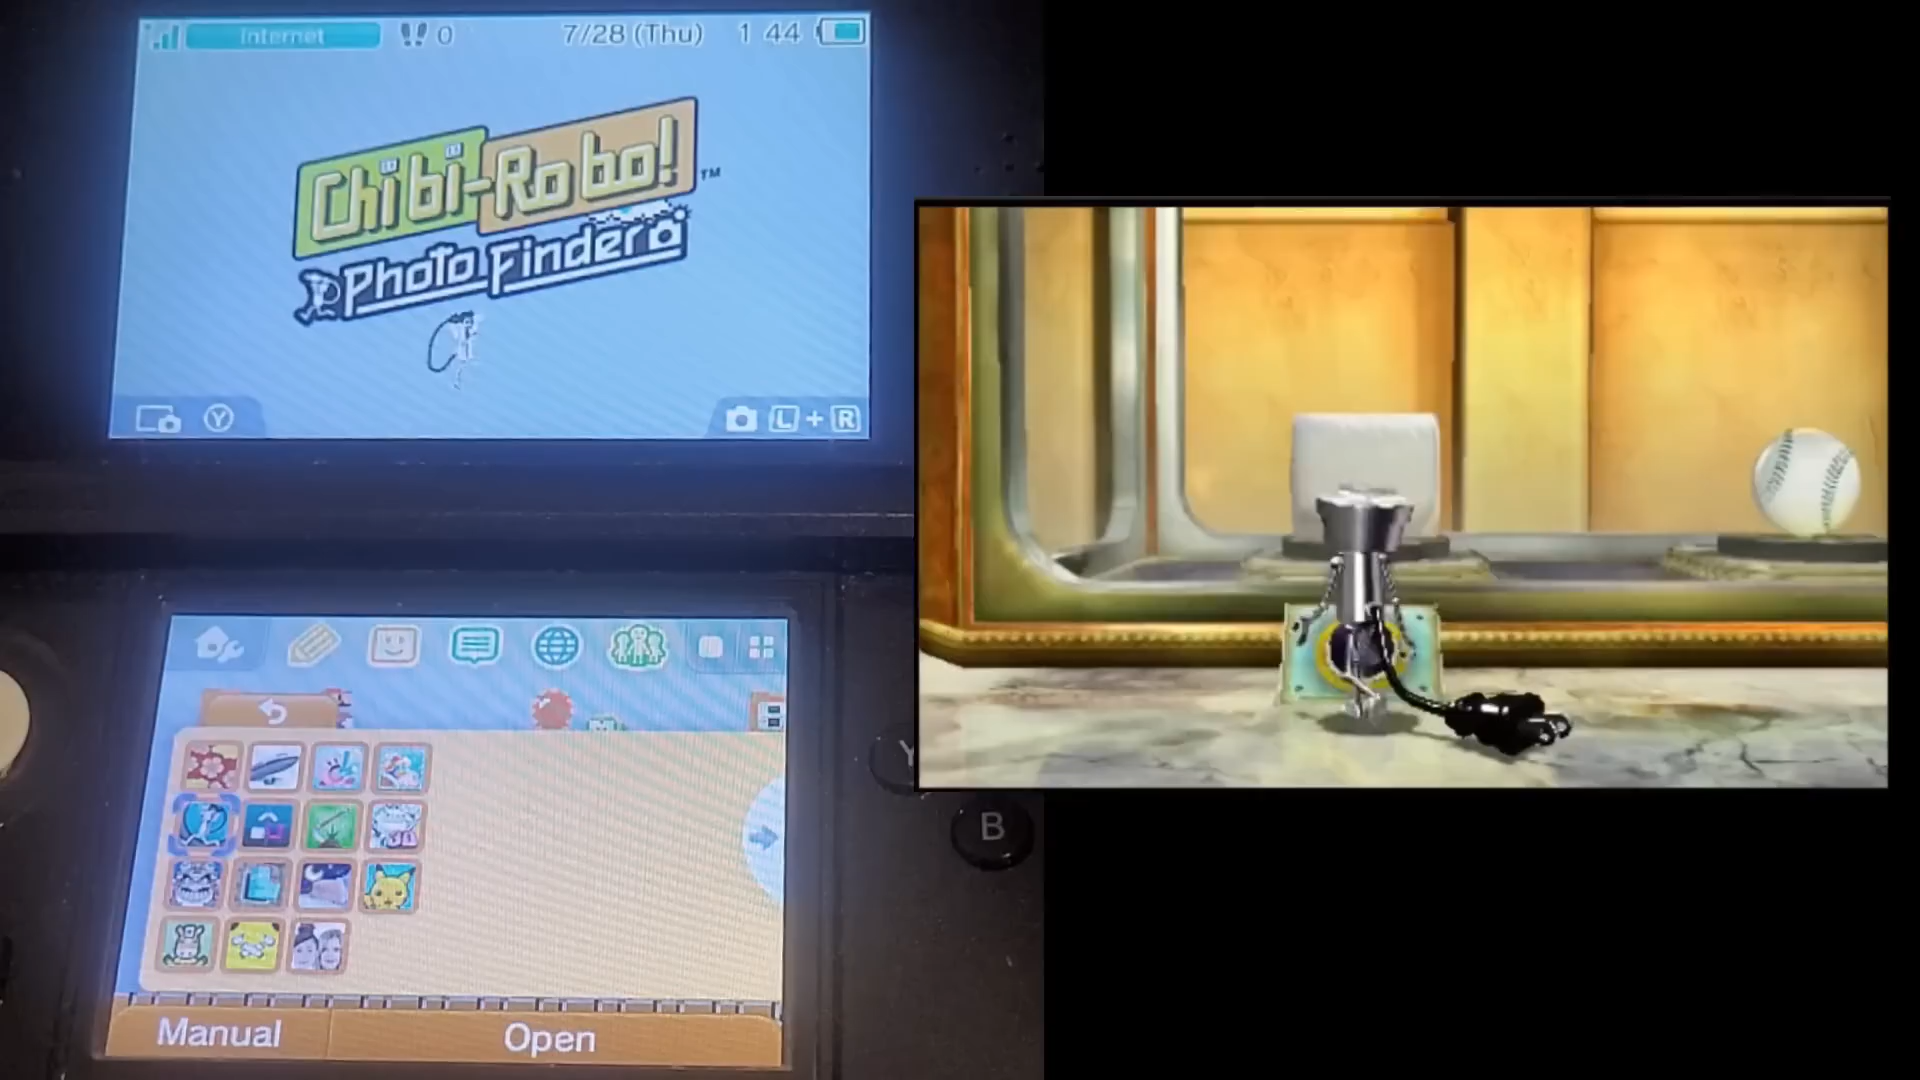 Internet 0 7/28 (Thu) 1 44
Chibi-Robo! ™
Photo Finder
Y L + R
Y
B
Manual Open